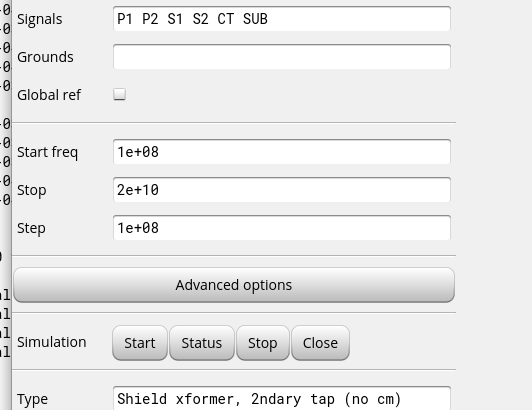 Signals P1 P2 S1 S2 CT SUB
Grounds
Global ref
Start freq 1e+08
Stop 2e+10
Step 1e+08
Advanced options
Simulation Start Status Stop Close
Type Shield xformer, 2ndary tap (no cm)